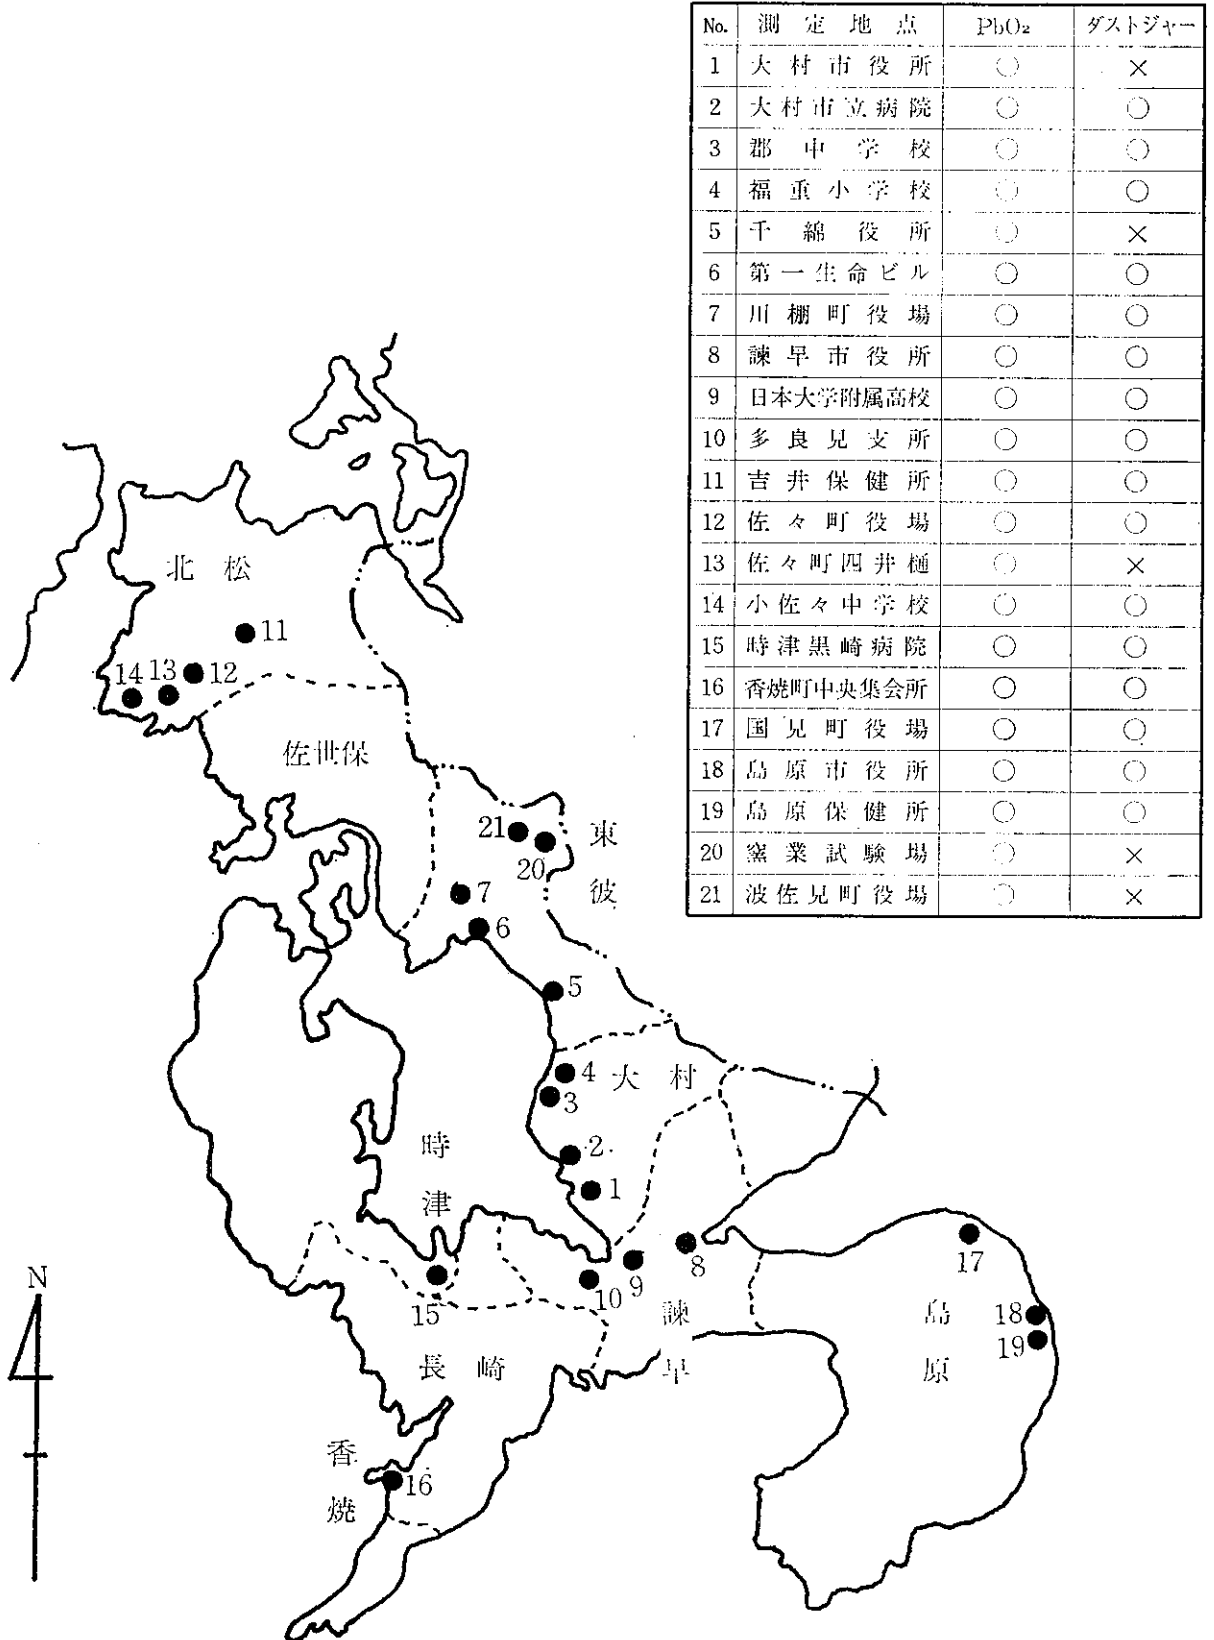 No. 測定地点 PbO₂ ダストジャー
1 大村市役所 ○ ×
2 大村市立病院 ○ ○
3 郡中学校 ○ ○
4 福重小学校 ○ ○
5 千綿役所 ○ ×
6 第一生命ビル ○ ○
7 川棚町役場 ○ ○
8 諫早市役所 ○ ○
9 日本大学附属高校 ○ ○
10 多良見支所 ○ ○
11 吉井保健所 ○ ○
12 佐々町役場 ○ ○
13 佐々町四井樋 ○ ×
14 小佐々中学校 ○ ○
15 時津黒崎病院 ○ ○
16 香焼町中央集会所 ○ ○
17 国見町役場 ○ ○
18 島原市役所 ○ ○
19 島原保健所 ○ ○
20 窯業試験場 ○ ×
21 波佐見町役場 ○ ×
北松
11
14 13 12
佐世保
21
20
東彼
7
6
5
4
大村
3
2
1
時津
8
9
10
15
17
18
19
諫早
島原
長崎
香焼
16
N